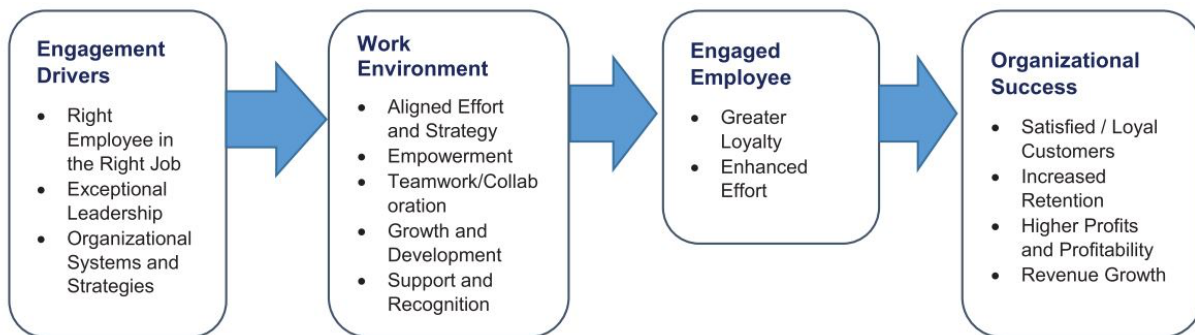 Engagement
Drivers
• Right
Employee in
the Right Job
• Exceptional
Leadership
• Organizational
Systems and
Strategies
Work
Environment
• Aligned Effort
and Strategy
• Empowerment
• Teamwork/Collab
oration
• Growth and
Development
• Support and
Recognition
Engaged
Employee
• Greater
Loyalty
• Enhanced
Effort
Organizational
Success
• Satisfied / Loyal
Customers
• Increased
Retention
• Higher Profits
and Profitability
• Revenue Growth